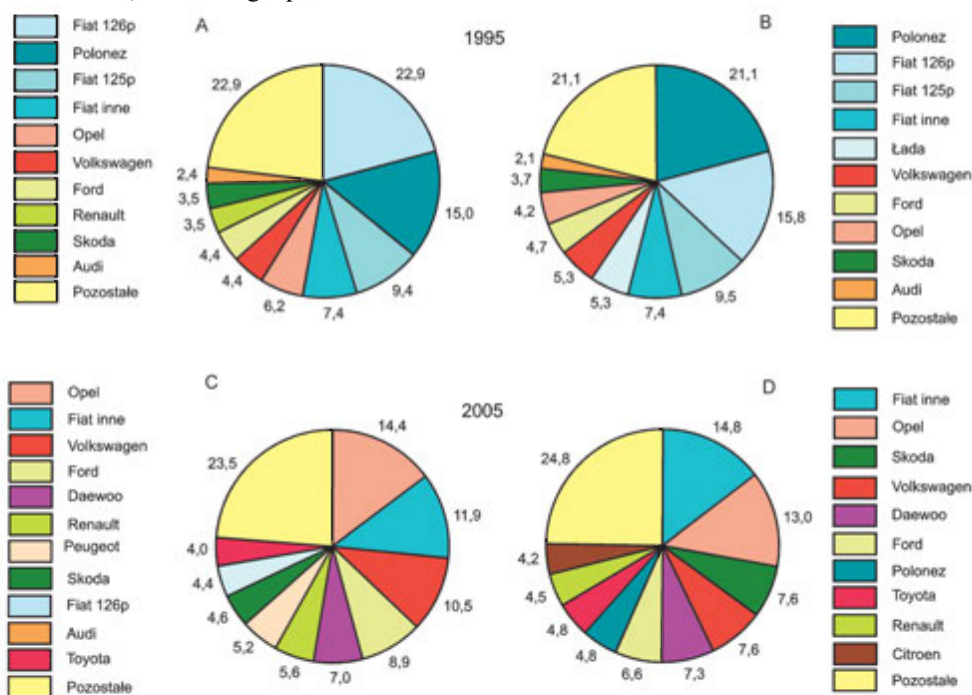 A
1995
B
Fiat 126p
Polonez
Fiat 125p
Fiat inne
Opel
Volkswagen
Ford
Renault
Skoda
Audi
Pozostałe
22,9
15,0
9,4
7,4
6,2
4,4
4,4
3,5
3,5
2,4
22,9
21,1
15,8
9,5
7,4
5,3
5,3
4,7
4,2
3,7
2,1
21,1
Polonez
Fiat 126p
Fiat 125p
Fiat inne
Łada
Volkswagen
Ford
Opel
Skoda
Audi
Pozostałe
C
2005
D
Opel
Fiat inne
Volkswagen
Ford
Daewoo
Renault
Peugeot
Skoda
Fiat 126p
Audi
Toyota
Pozostałe
14,4
11,9
10,5
8,9
7,0
5,6
5,2
4,6
4,4
4,0
23,5
14,8
13,0
7,6
7,6
7,3
6,6
4,8
4,8
4,5
4,2
24,8
Fiat inne
Opel
Skoda
Volkswagen
Daewoo
Ford
Polonez
Toyota
Renault
Citroen
Pozostałe